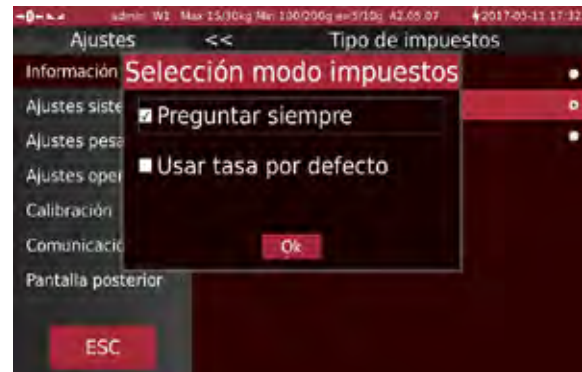 admin W1 Max 15/30kg Min 100/200g e=5/10g A2.05.07 2017-05-11
Ajustes << Tipo de impuestos
Información
Selección modo impuestos
Ajustes siste
Preguntar siempre
Ajustes pesa
Ajustes oper
Usar tasa por defecto
Calibración
Comunicació
Ok
Pantalla posterior
ESC